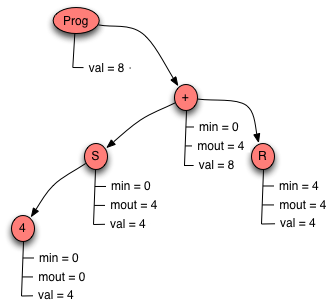 Prog
val = 8
+
min = 0
mout = 4
val = 8
S
min = 0
mout = 4
val = 4
R
min = 4
mout = 4
val = 4
4
min = 0
mout = 0
val = 4